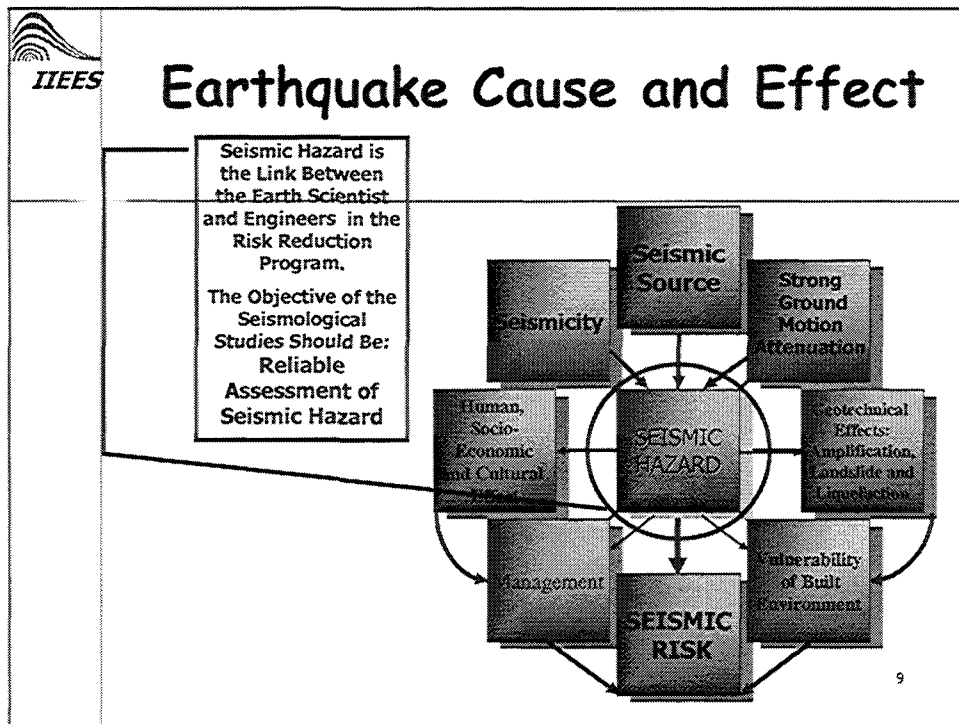 IIEES
Earthquake Cause and Effect
Seismic Hazard is
the Link Between
the Earth Scientist
and Engineers in the
Risk Reduction
Program.
The Objective of the
Seismological
Studies Should Be:
Reliable
Assessment of
Seismic Hazard
Seismic
Source
Seismicity
Strong
Ground
Motion
Attenuation
Human,
Socio-
Economic
and Cultural
Effect
SEISMIC
HAZARD
Geotechnical
Effects:
Amplification,
Landslide and
Liquefaction
Management
SEISMIC
RISK
Vulnerability
of Built
Environment
9